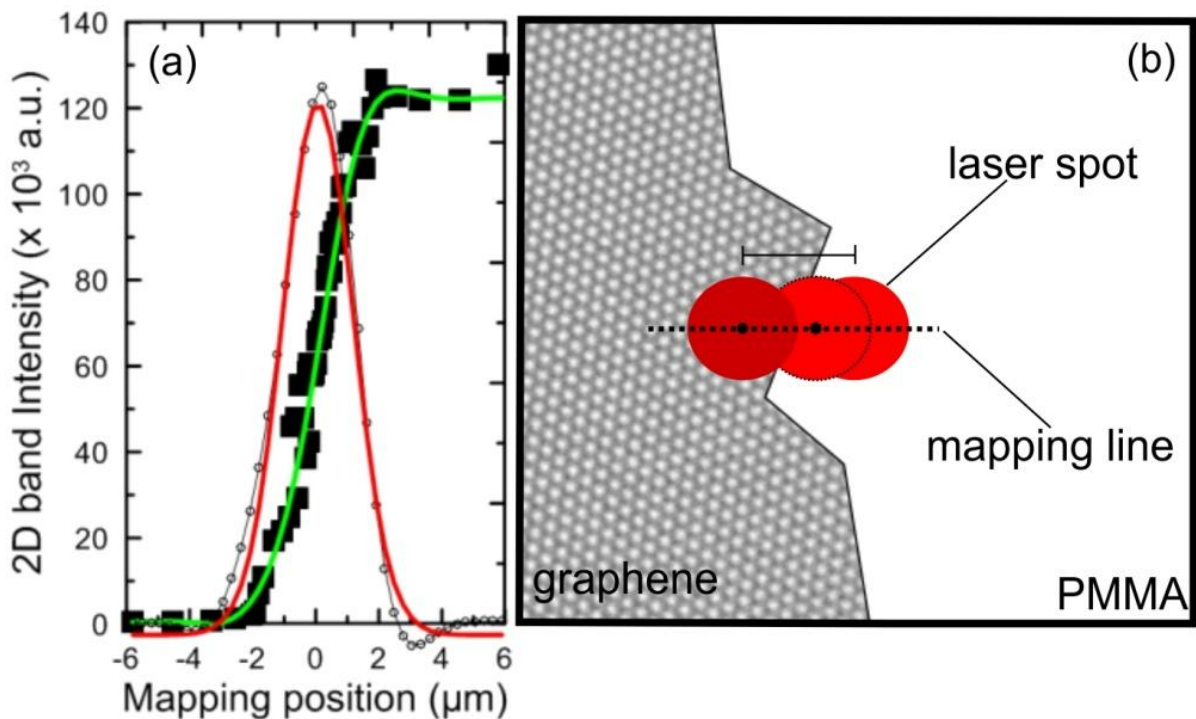 (a)
2D band Intensity (x 10³ a.u.)
140
120
100
80
60
40
20
0
-6 -4 -2 0 2 4 6
Mapping position (μm)
(b)
laser spot
mapping line
graphene
PMMA